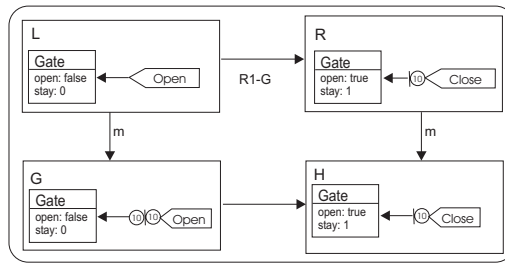 L
Gate
open: false
stay: 0
Open
R1-G
R
Gate
open: true
stay: 1
10
Close
m
m
G
Gate
open: false
stay: 0
10
10
Open
H
Gate
open: true
stay: 1
10
Close